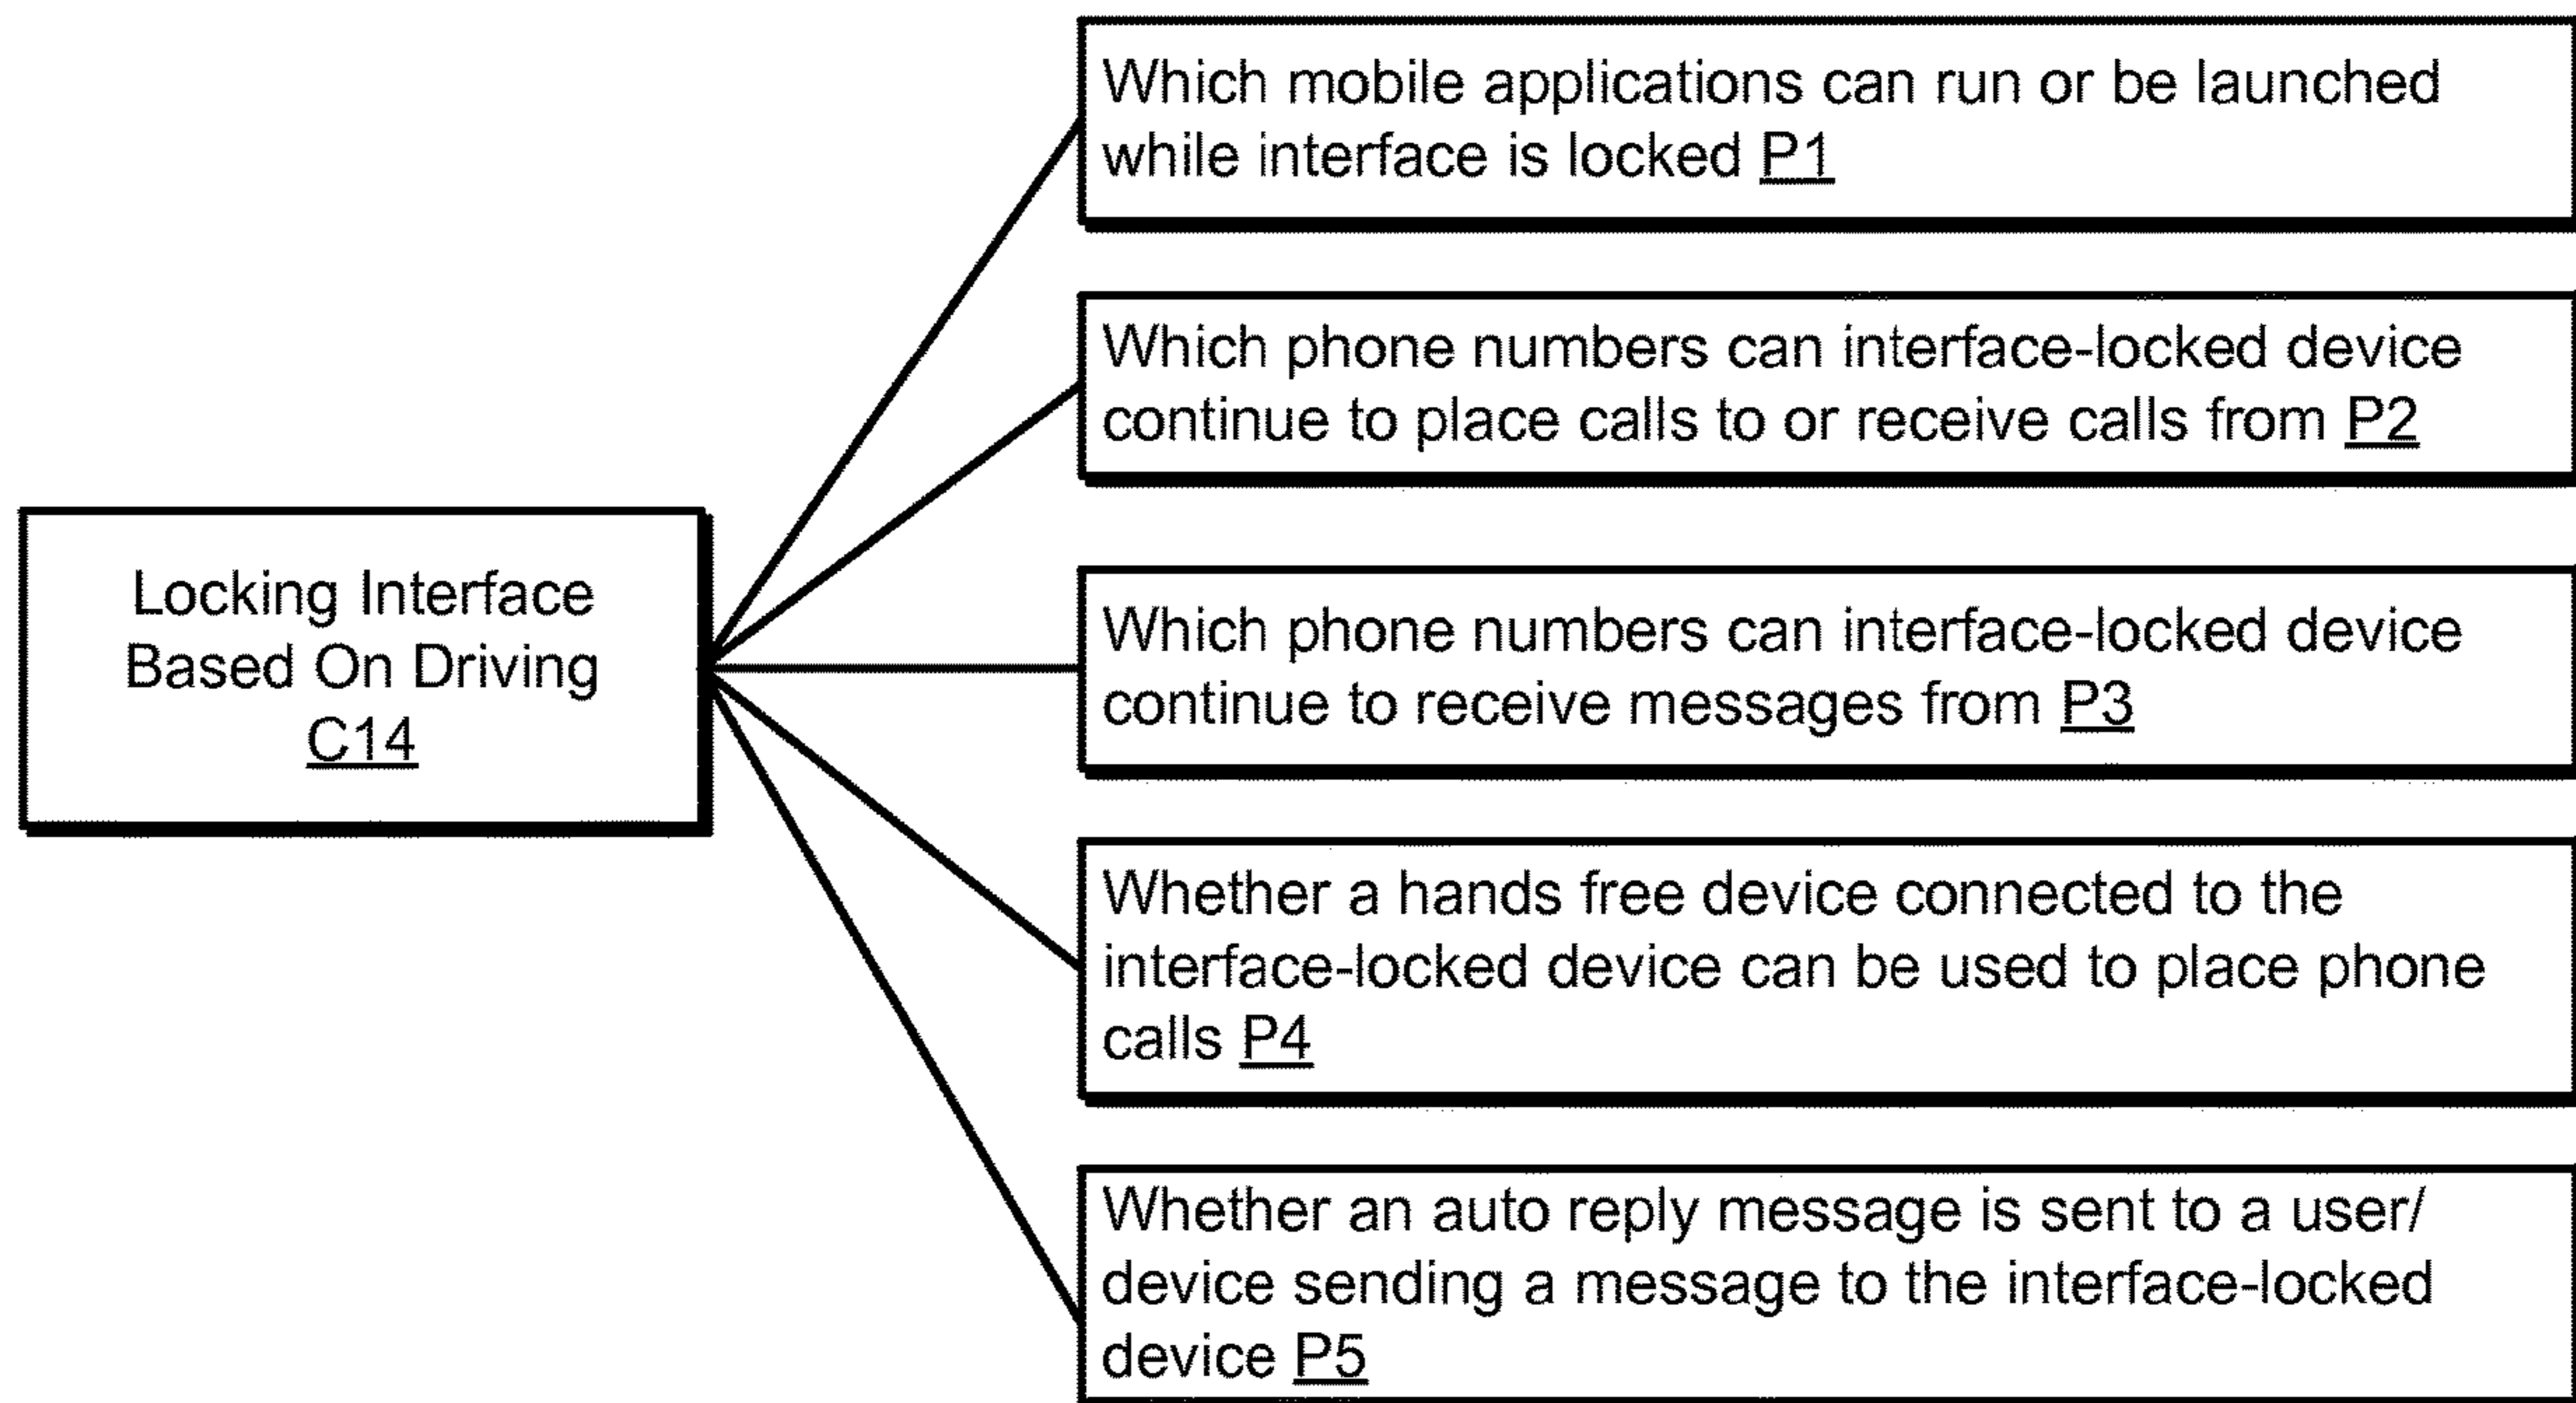 Which mobile applications can run or be launched
while interface is locked P1
Which phone numbers can interface-locked device
continue to place calls to or receive calls from P2
Locking Interface
Based On Driving
C14
Which phone numbers can interface-locked device
continue to receive messages from P3
Whether a hands free device connected to the
interface-locked device can be used to place phone
calls P4
Whether an auto reply message is sent to a user/
device sending a message to the interface-locked
device P5